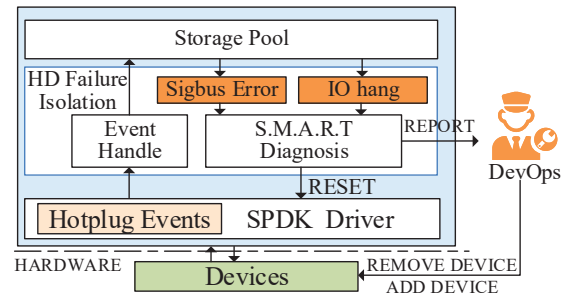 Storage Pool
HD Failure
Isolation
Sigbus Error
IO hang
Event
Handle
S.M.A.R.T
Diagnosis
REPORT
DevOps
RESET
Hotplug Events
SPDK Driver
HARDWARE
Devices
REMOVE DEVICE
ADD DEVICE